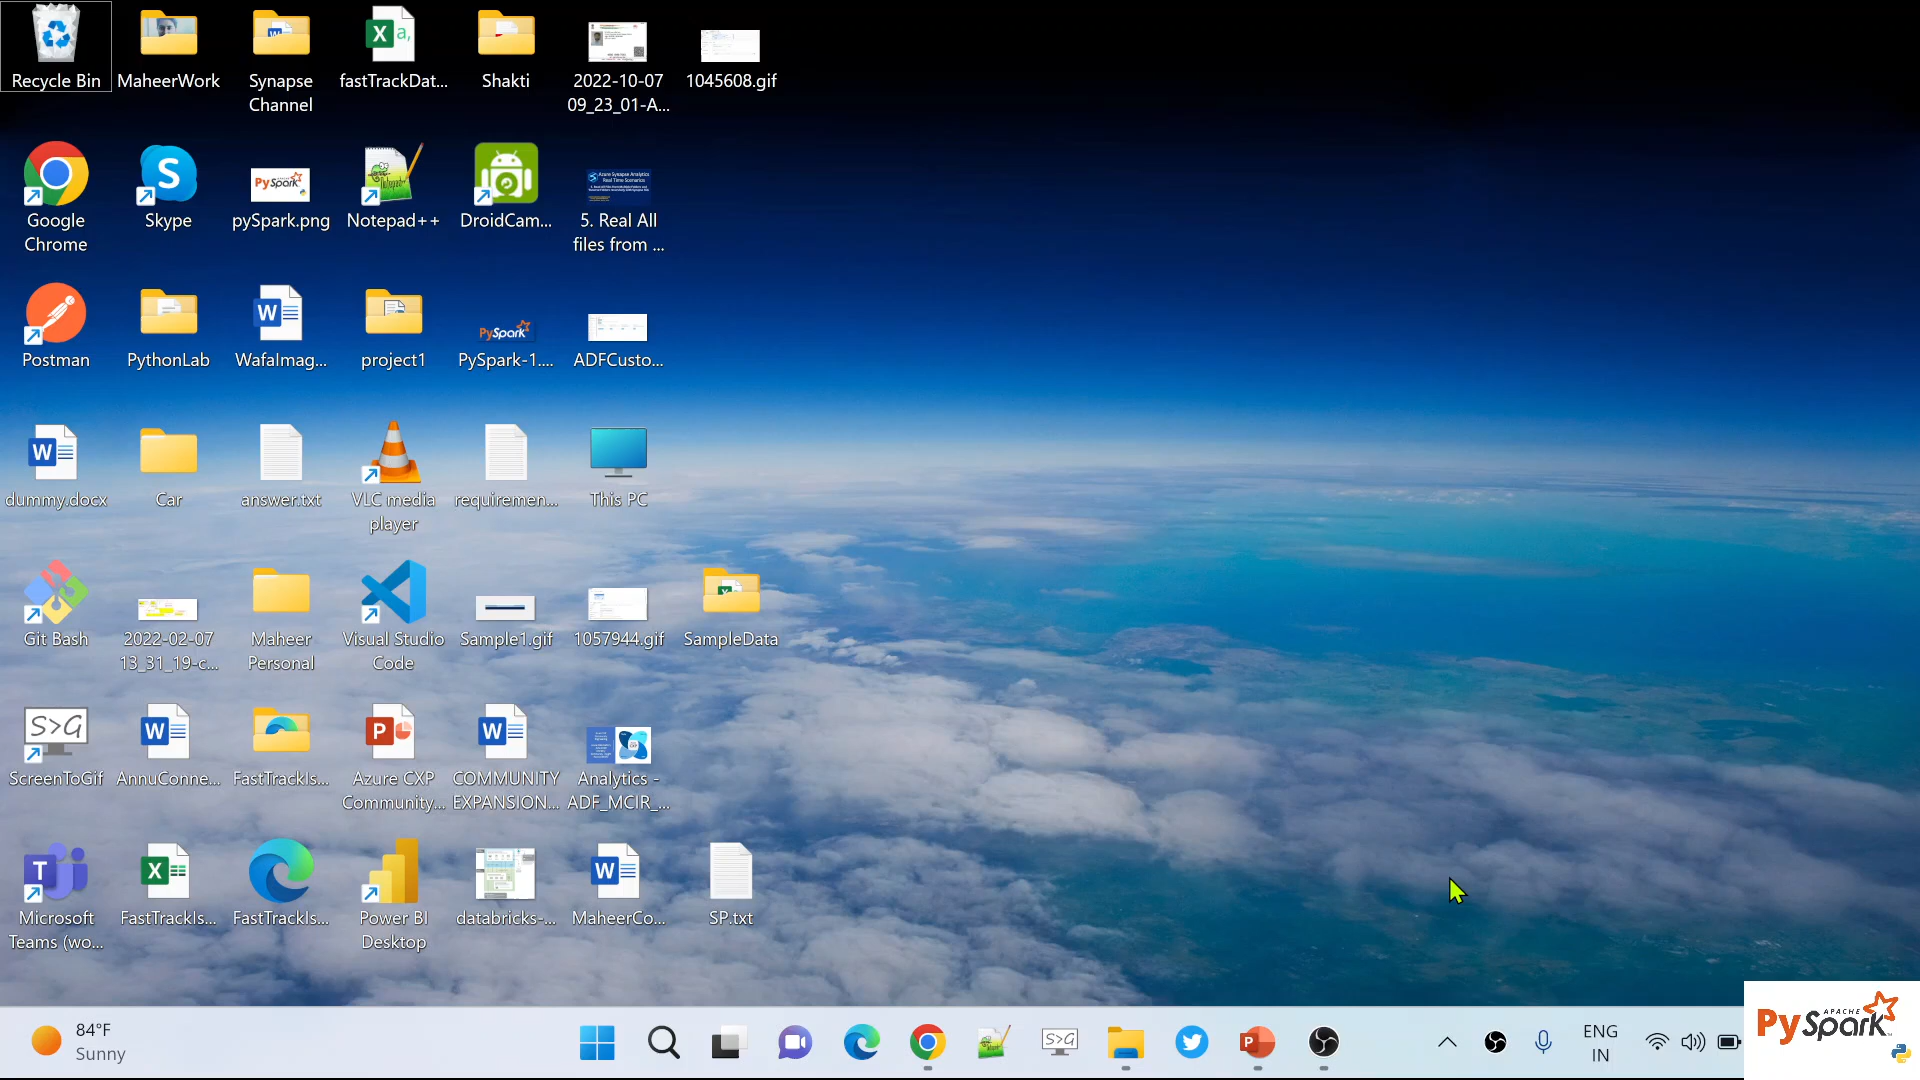 Recycle Bin
MaheerWork
Synapse
Channel
fastTrackDat...
Shakti
2022-10-07
09_23_01-A...
1045608.gif
Google
Chrome
Skype
pySpark.png
Notepad++
DroidCam...
5. Real All
files from ...
Postman
PythonLab
WafaImag...
project1
PySpark-1....
ADFCusto...
dummy.docx
Car
answer.txt
VLC media
player
requiremen...
This PC
Git Bash
2022-02-07
13_31_19-c...
Maheer
Personal
Visual Studio
Code
Sample1.gif
1057944.gif
SampleData
S>G
ScreenToGif
AnnuConne...
FastTrackIs...
Azure CXP
Community...
COMMUNITY
EXPANSION...
Analytics -
ADF_MCIR_...
Microsoft
Teams (wo...
FastTrackIs...
FastTrackIs...
Power BI
Desktop
databricks-...
MaheerCo...
SP.txt
84°F
Sunny
S>G
ENG
IN
APACHE
PySpark